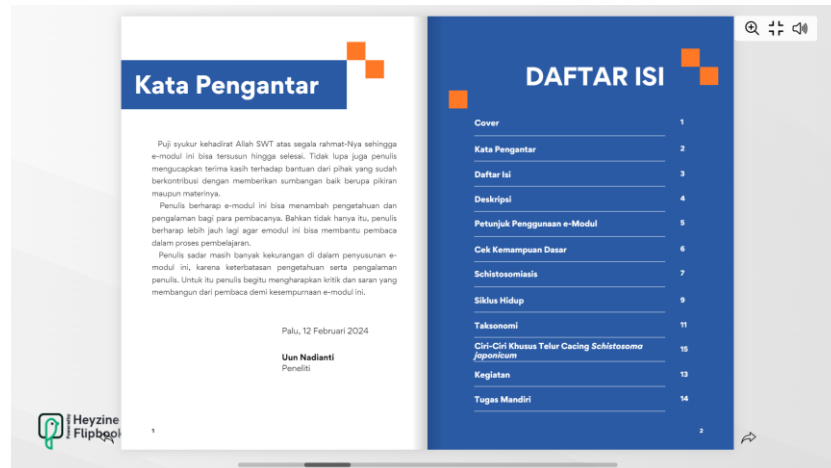 Kata Pengantar
Puji syukur kehadirat Allah SWT atas segala rahmat-Nya sehingga
e-modul ini bisa tersusun hingga selesai. Tidak lupa juga penulis
mengucapkan terima kasih terhadap bantuan dari pihak yang sudah
berkontribusi dengan memberikan sumbangan baik berupa pikiran
maupun materinya.
Penulis berharap e-modul ini bisa menambah pengetahuan dan
pengalaman bagi para pembacanya. Bahkan tidak hanya itu, penulis
berharap lebih jauh lagi agar emodul ini bisa membantu pembaca
dalam proses pembelajaran.
Penulis sadar masih banyak kekurangan di dalam penyusunan e-
modul ini, karena keterbatasan pengetahuan serta pengalaman
penulis. Untuk itu penulis begitu mengharapkan kritik dan saran yang
membangun dari pembaca demi kesempurnaan e-modul ini.
Palu, 12 Februari 2024
Uun Nadianti
Peneliti
1
Heyzine
DAFTAR ISI
Cover 1
Kata Pengantar 2
Daftar Isi 3
Deskripsi 4
Petunjuk Penggunaan e-Modul 5
Cek Kemampuan Dasar 6
Schistosomiasis 7
Siklus Hidup 9
Taksonomi 11
Ciri-Ciri Khusus Telur Cacing Schistosoma 15
japonicum
Kegiatan 13
Tugas Mandiri 14
2